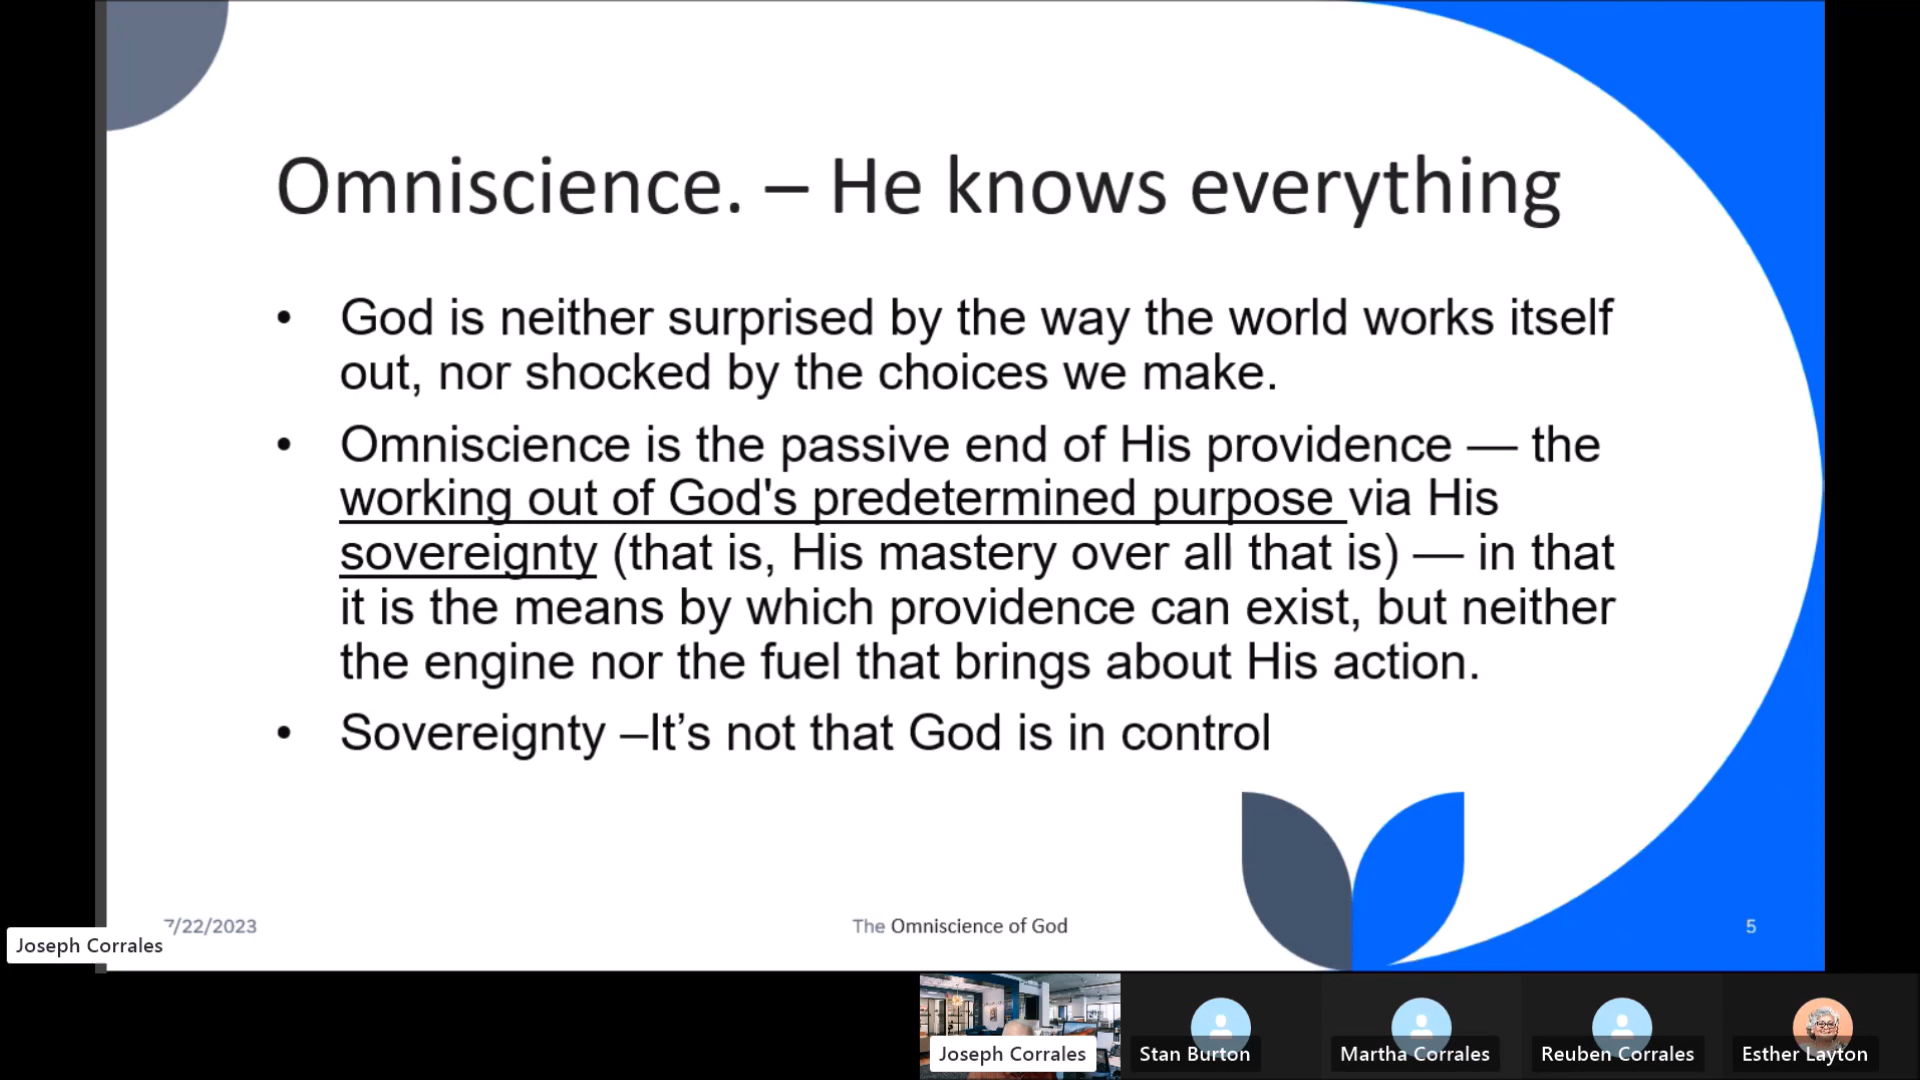 Omniscience. – He knows everything
• God is neither surprised by the way the world works itself
out, nor shocked by the choices we make.
• Omniscience is the passive end of His providence — the
working out of God's predetermined purpose via His
sovereignty (that is, His mastery over all that is) — in that
it is the means by which providence can exist, but neither
the engine nor the fuel that brings about His action.
• Sovereignty –It’s not that God is in control
7/22/2023
The Omniscience of God
5
Joseph Corrales
Joseph Corrales
Stan Burton
Martha Corrales
Reuben Corrales
Esther Layton